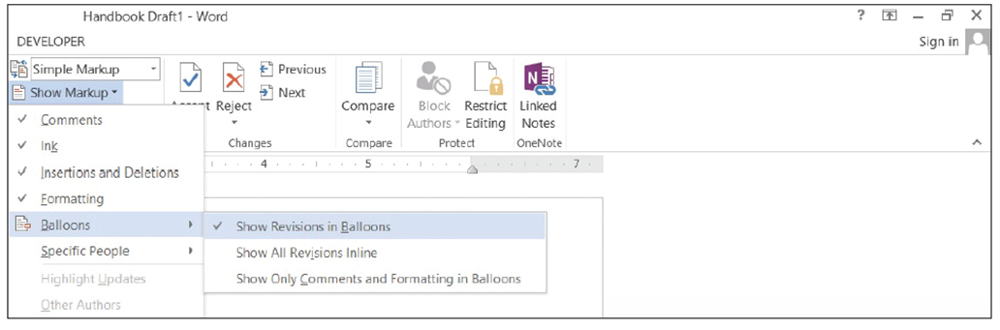 Handbook Draft1 - Word
?
DEVELOPER
Sign in
Simple Markup
Show Markup
Accept
Reject
Previous
Next
Changes
Compare
Compare
Block
Authors
Restrict
Editing
Protect
Linked
Notes
OneNote
4 5 7
Comments
Ink
Insertions and Deletions
Formatting
Balloons
Specific People
Highlight Updates
Other Authors
Show Revisions in Balloons
Show All Revisions Inline
Show Only Comments and Formatting in Balloons